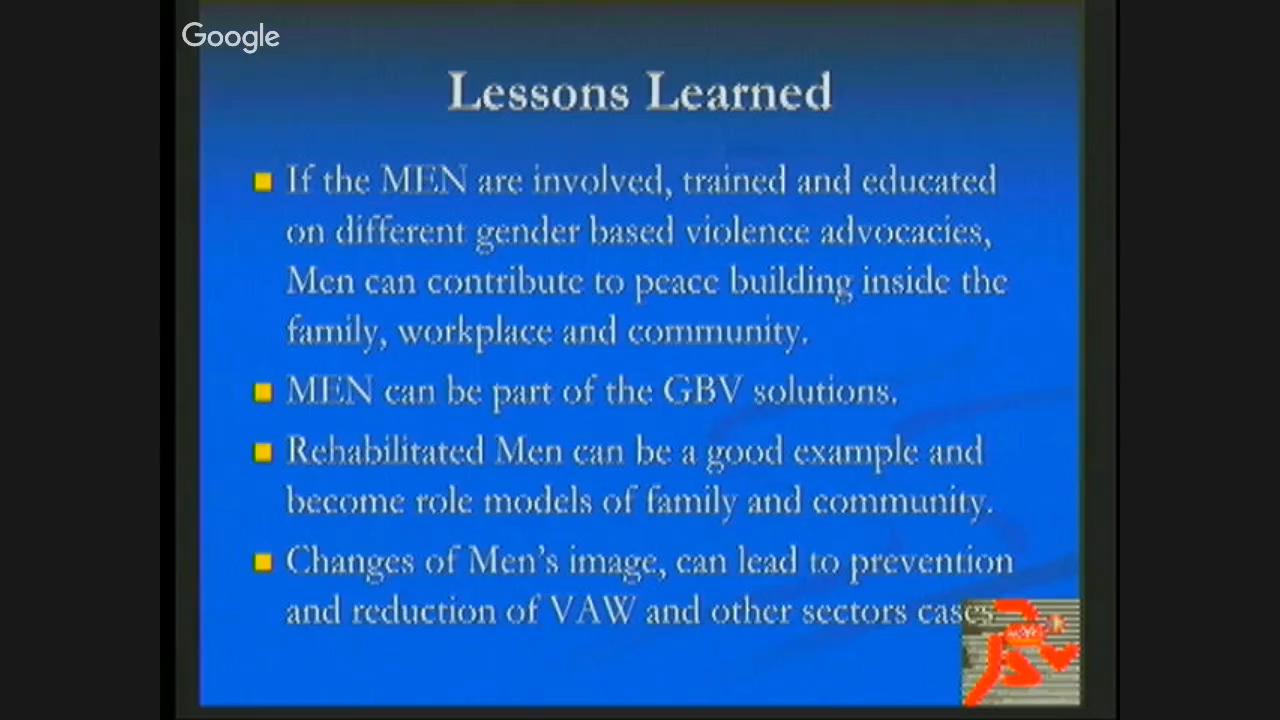 Google
Lessons Learned
If the MEN are involved, trained and educated
on different gender based violence advocacies,
Men can contribute to peace building inside the
family, workplace and community.
MEN can be part of the GBV solutions.
Rehabilitated Men can be a good example and
become role models of family and community.
Changes of Men's image, can lead to prevention
and reduction of VAW and other sectors cases